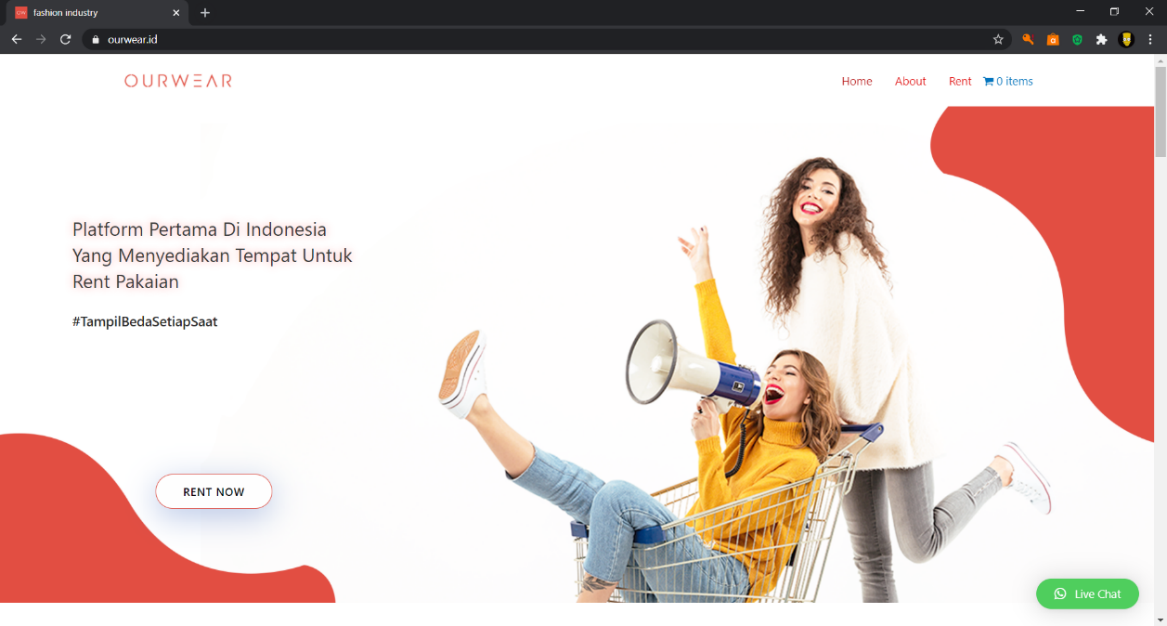 fashion industry
ourwear.id
OURWEAR
Home About Rent 0 items
Platform Pertama Di Indonesia
Yang Menyediakan Tempat Untuk
Rent Pakaian
#TampilBedaSetiapSaat
RENT NOW
Live Chat